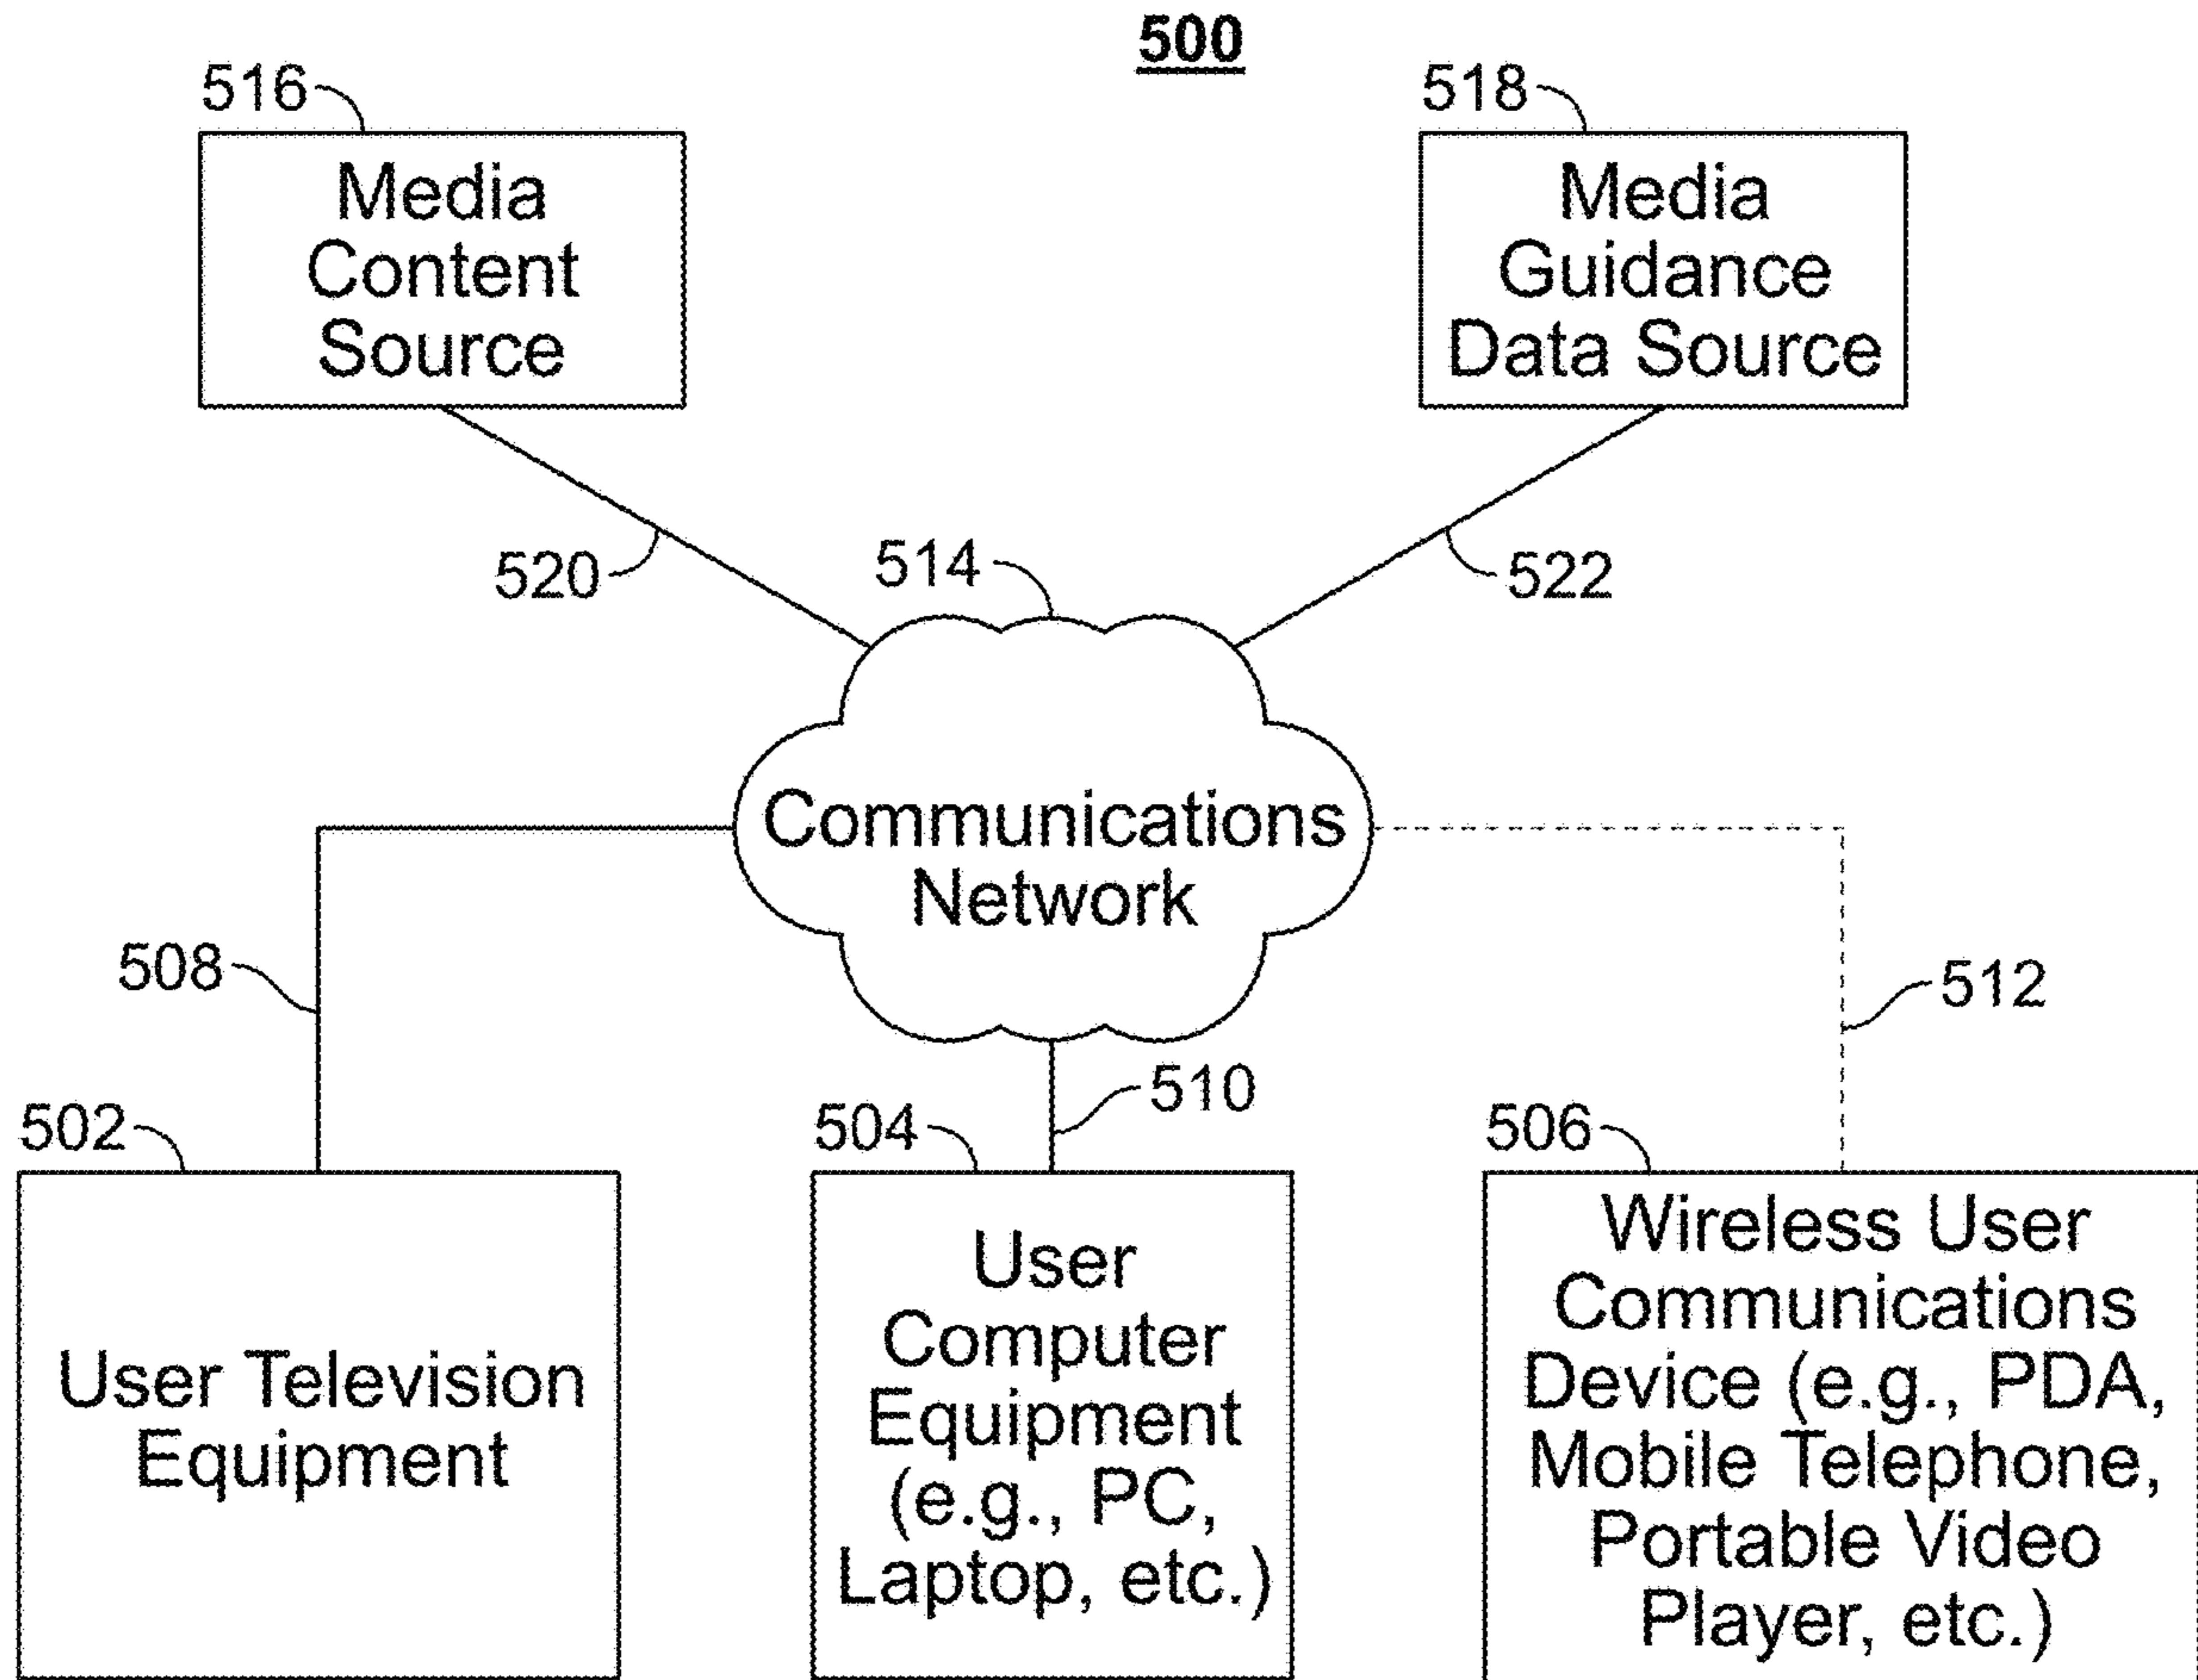 500
516
518
Media
Content
Source
Media
Guidance
Data Source
520
514
522
Communications
Network
508
512
510
502
504
506
User Television
Equipment
User
Computer
Equipment
(e.g., PC,
Laptop, etc.)
Wireless User
Communications
Device (e.g., PDA,
Mobile Telephone,
Portable Video
Player, etc.)